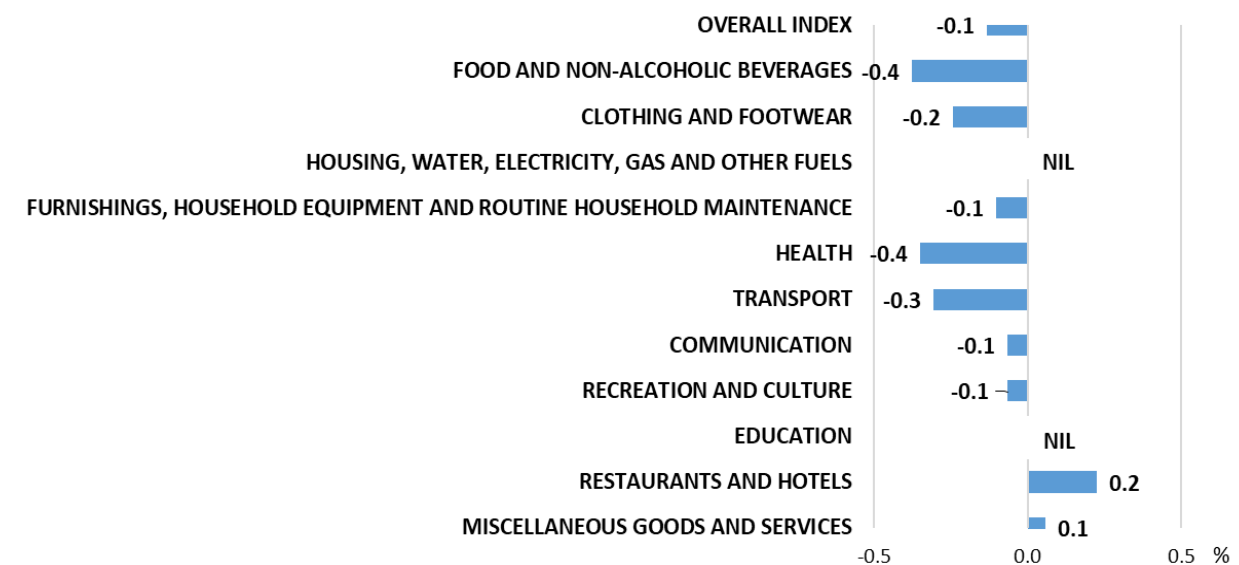 OVERALL INDEX -0.1
FOOD AND NON-ALCOHOLIC BEVERAGES -0.4
CLOTHING AND FOOTWEAR -0.2
HOUSING, WATER, ELECTRICITY, GAS AND OTHER FUELS NIL
FURNISHINGS, HOUSEHOLD EQUIPMENT AND ROUTINE HOUSEHOLD MAINTENANCE -0.1
HEALTH -0.4
TRANSPORT -0.3
COMMUNICATION -0.1
RECREATION AND CULTURE -0.1
EDUCATION NIL
RESTAURANTS AND HOTELS 0.2
MISCELLANEOUS GOODS AND SERVICES 0.1
-0.5 0.0 0.5 %